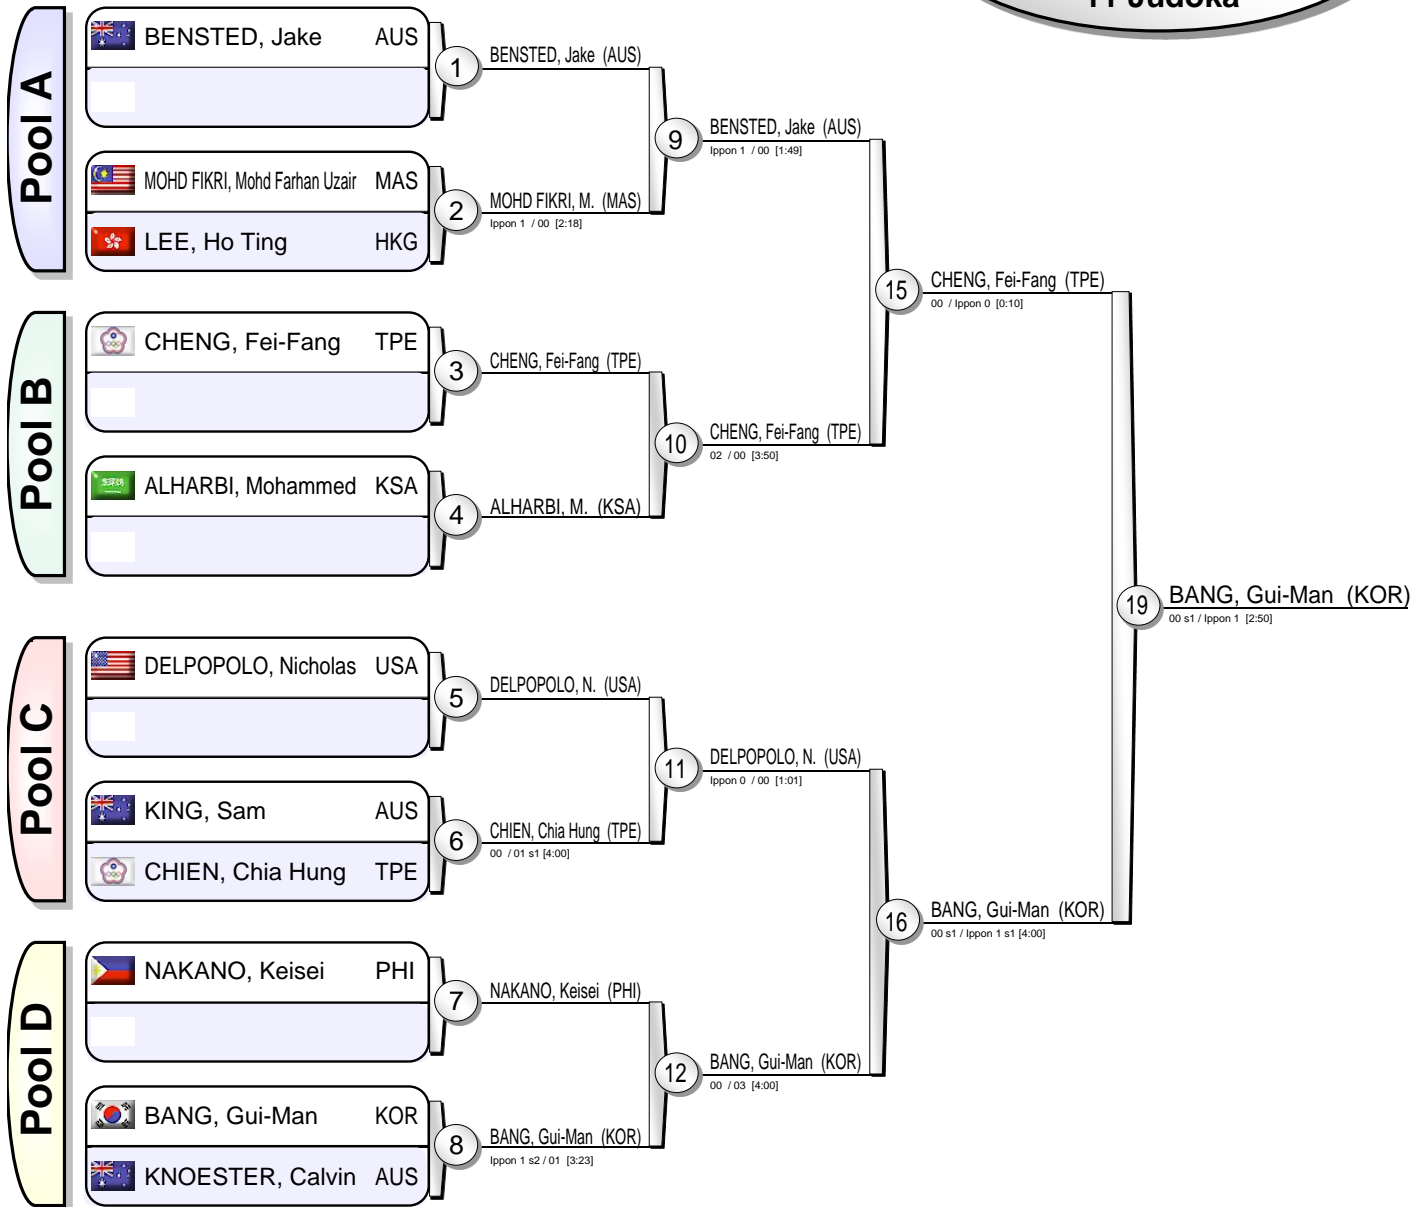 11 Judoka
Pool A
BENSTED, Jake AUS
1
BENSTED, Jake (AUS)
MOHD FIKRI, Mohd Farhan Uzair MAS
LEE, Ho Ting HKG
2
MOHD FIKRI, M. (MAS)
Ippon 1 / 00 [2:18]
9
BENSTED, Jake (AUS)
Ippon 1 / 00 [1:49]
Pool B
CHENG, Fei-Fang TPE
3
CHENG, Fei-Fang (TPE)
ALHARBI, Mohammed KSA
4
ALHARBI, M. (KSA)
10
CHENG, Fei-Fang (TPE)
02 / 00 [3:50]
15
CHENG, Fei-Fang (TPE)
00 / Ippon 0 [0:10]
Pool C
DELPOPOLO, Nicholas USA
5
DELPOPOLO, N. (USA)
KING, Sam AUS
CHIEN, Chia Hung TPE
6
CHIEN, Chia Hung (TPE)
00 / 01 s1 [4:00]
11
DELPOPOLO, N. (USA)
Ippon 0 / 00 [1:01]
Pool D
NAKANO, Keisei PHI
7
NAKANO, Keisei (PHI)
BANG, Gui-Man KOR
KNOESTER, Calvin AUS
8
BANG, Gui-Man (KOR)
Ippon 1 s2 / 01 [3:23]
12
BANG, Gui-Man (KOR)
00 / 03 [4:00]
16
BANG, Gui-Man (KOR)
00 s1 / Ippon 1 s1 [4:00]
19
BANG, Gui-Man (KOR)
00 s1 / Ippon 1 [2:50]